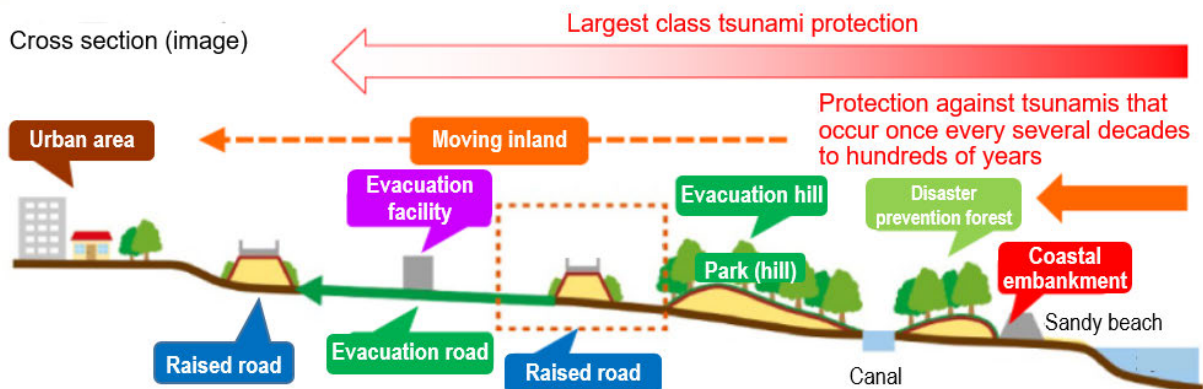 Largest class tsunami protection
Cross section (image)
Protection against tsunamis that
occur once every several decades
to hundreds of years
Urban area
Moving inland
Evacuation
facility
Evacuation hill
Disaster
prevention forest
Park (hill)
Coastal
embankment
Sandy beach
Raised road
Evacuation road
Raised road
Canal